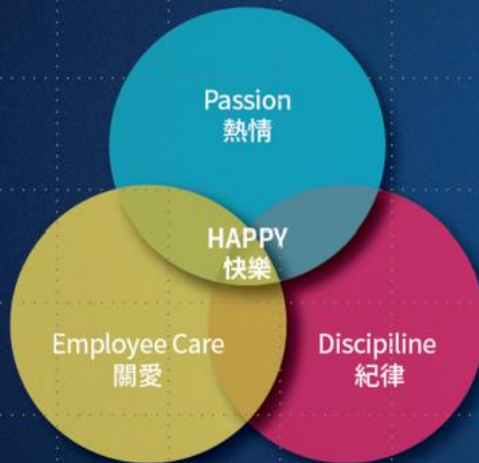 Passion
熱情
HAPPY
快樂
Employee Care
關愛
Discipiline
紀律